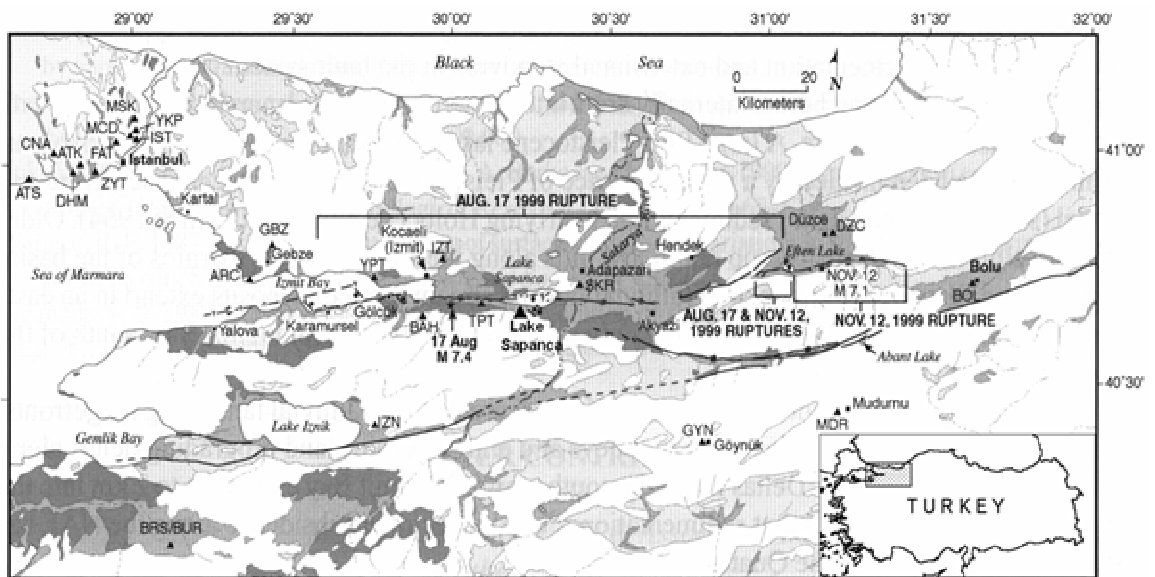 29°00' 29°30' 30°00' 30°30' 31°00' 31°30' 32°00'
Black Sea
0 20
Kilometers
N
MSK
YKP
MCD
IST
CNA
ATK
FAT
Istanbul
41°00'
ATS
DHM
ZYT
Kartal
AUG. 17 1999 RUPTURE
Düzce
DZC
GBZ
Kocaeli
(Izmit)
IZT
Sakarya River
Hendek
Eften Lake
Sea of Marmara
ARC
Gebze
YPT
Lake
Sapanca
Adapazari
SKR
NOV. 12
M 7.1
Bolu
BOL
Izmit Bay
Gölcük
Yalova
Karamursel
BAH
TPT
Lake
Sapanca
Akyazi
AUG. 17 & NOV. 12,
1999 RUPTURES
NOV. 12, 1999 RUPTURE
17 Aug
M 7.4
Abant Lake
40°30'
Gemlik Bay
Lake Iznik
IZN
GYN
Göynük
Mudurnu
MDR
TURKEY
BRS/BUR